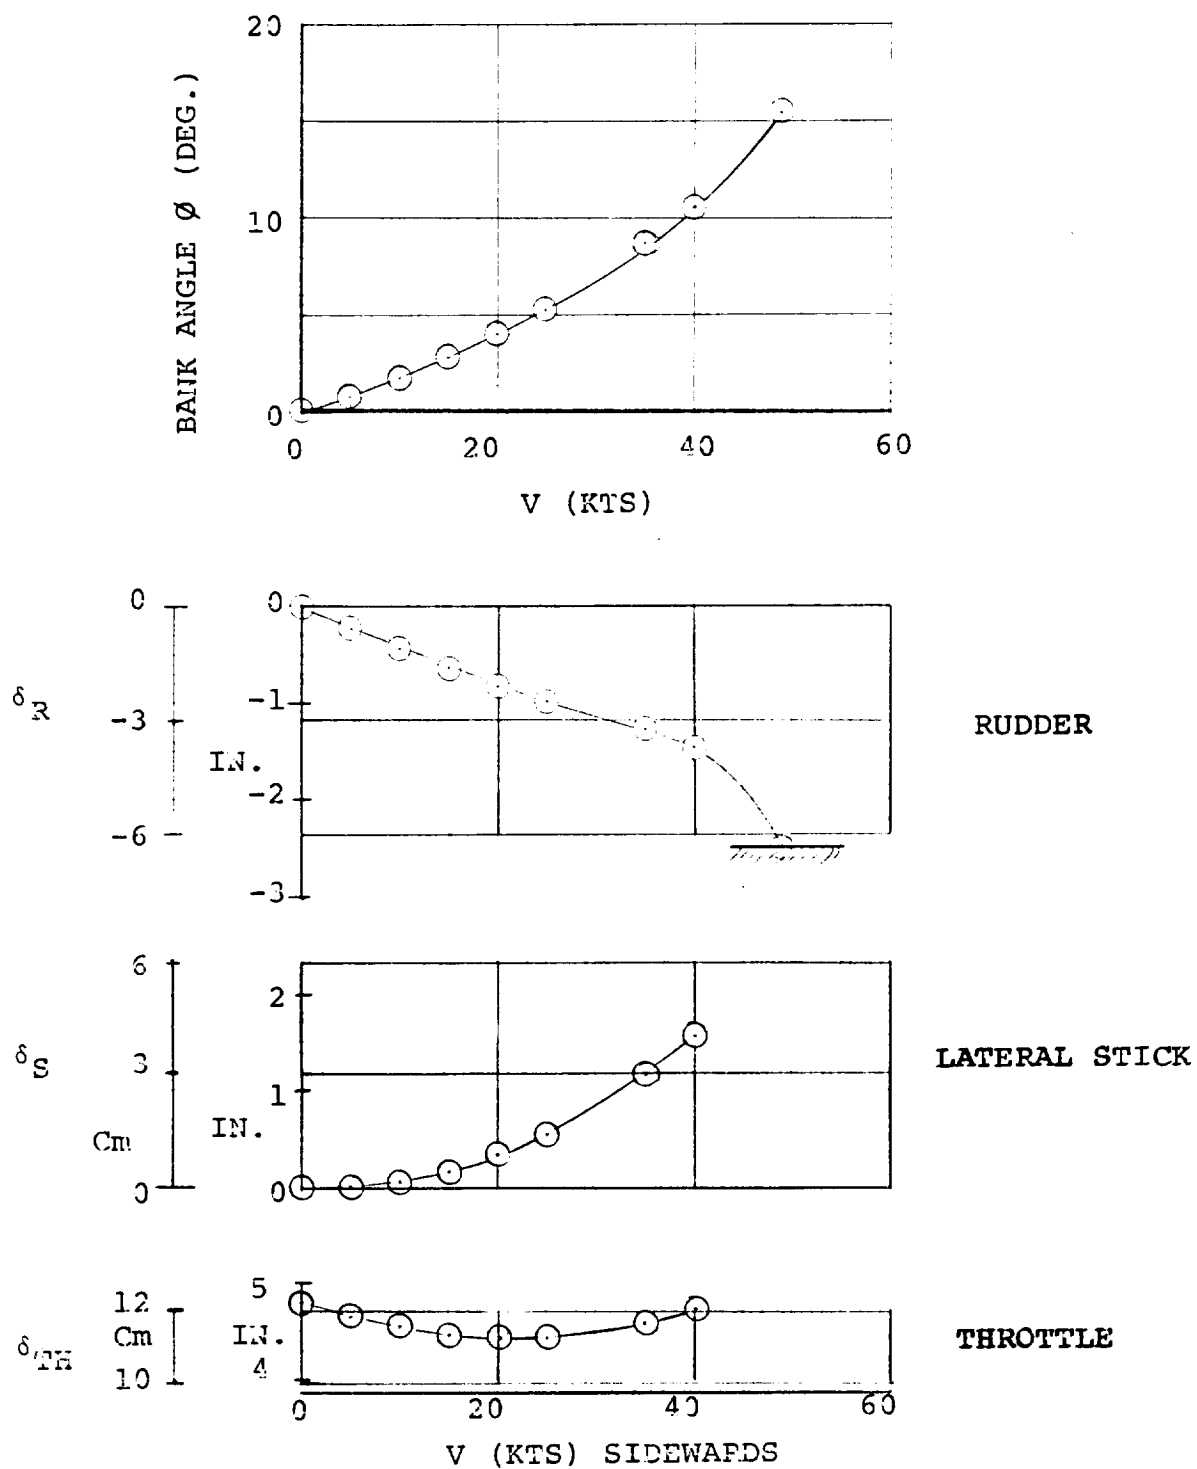 20
10
0
BANK ANGLE Ø (DEG.)
0 20 40 60
V (KTS)
0 0
-1
δR -3 RUDDER
IN.
-2
-6
-3
6
2
δS 3 LATERAL STICK
1
Cm IN.
0 0
5
12
Cm IN. THROTTLE
δTH
10 4
0 20 40 60
V (KTS) SIDEWARDS